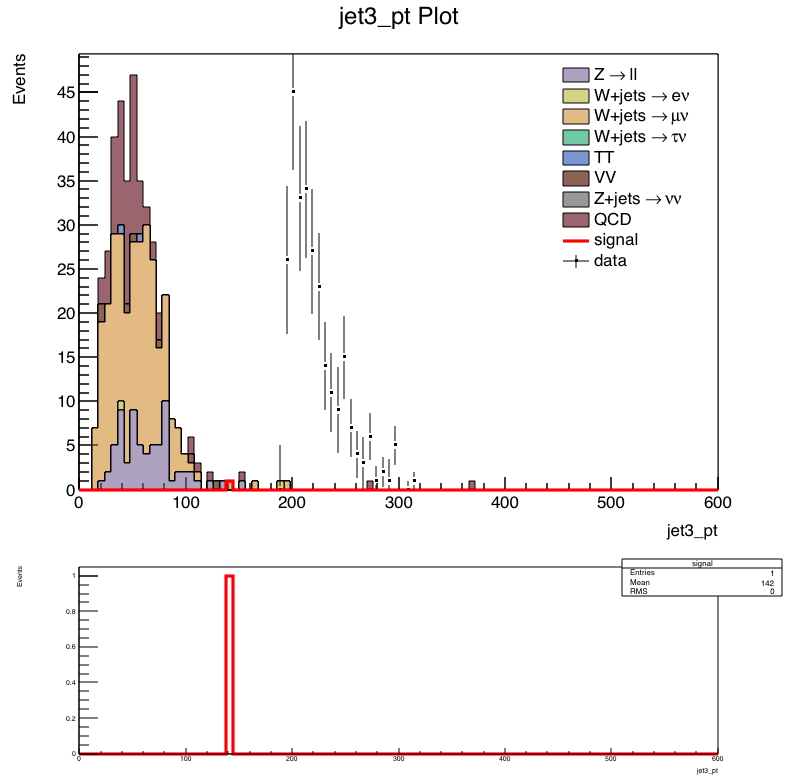 jet3_pt Plot
Events
45
40
35
30
25
20
15
10
5
0
0 100 200 300 400 500 600
jet3_pt
Z → ll
W+jets → eν
W+jets → μν
W+jets → τν
TT
VV
Z+jets → νν
QCD
signal
data
Events
1
0.8
0.6
0.4
0.2
0
0 100 200 300 400 500 600
jet3_pt
signal
Entries 1
Mean 142
RMS 0